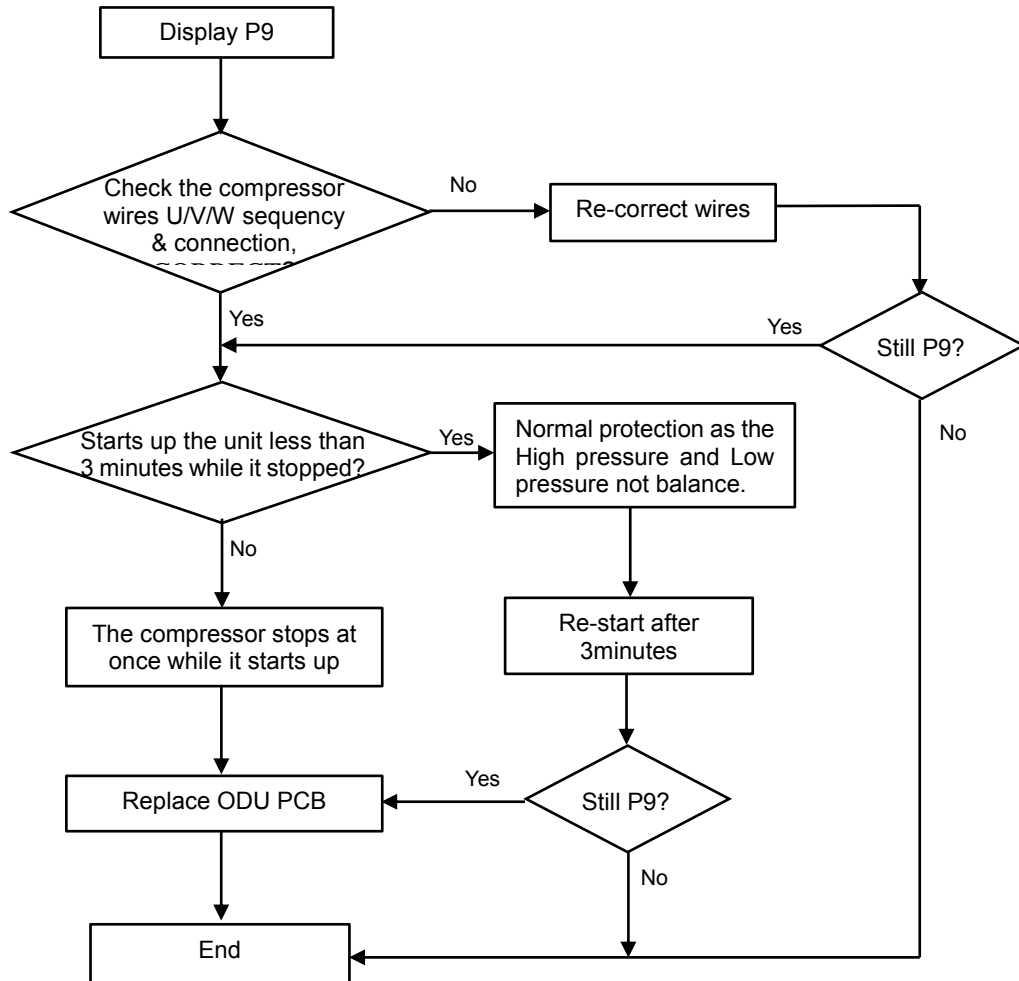 Display P9
Check the compressor
wires U/V/W sequency
& connection,
No
Re-correct wires
Yes
Yes
Still P9?
No
Starts up the unit less than
3 minutes while it stopped?
Yes
Normal protection as the
High pressure and Low
pressure not balance.
No
The compressor stops at
once while it starts up
Re-start after
3minutes
Replace ODU PCB
Yes
Still P9?
No
End